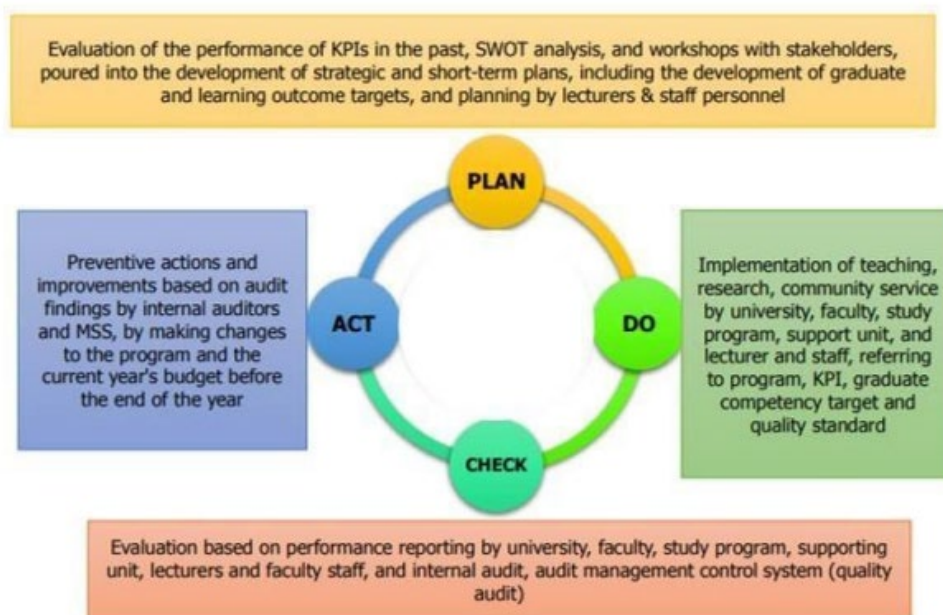 Evaluation of the performance of KPIs in the past, SWOT analysis, and workshops with stakeholders,
poured into the development of strategic and short-term plans, including the development of graduate
and learning outcome targets, and planning by lecturers & staff personnel
PLAN
Preventive actions and
improvements based on audit
findings by internal auditors
and MSS, by making changes
to the program and the
current year's budget before
the end of the year
ACT
DO
Implementation of teaching,
research, community service
by university, faculty, study
program, support unit, and
lecturer and staff, referring
to program, KPI, graduate
competency target and
quality standard
CHECK
Evaluation based on performance reporting by university, faculty, study program, supporting
unit, lecturers and faculty staff, and internal audit, audit management control system (quality
audit)